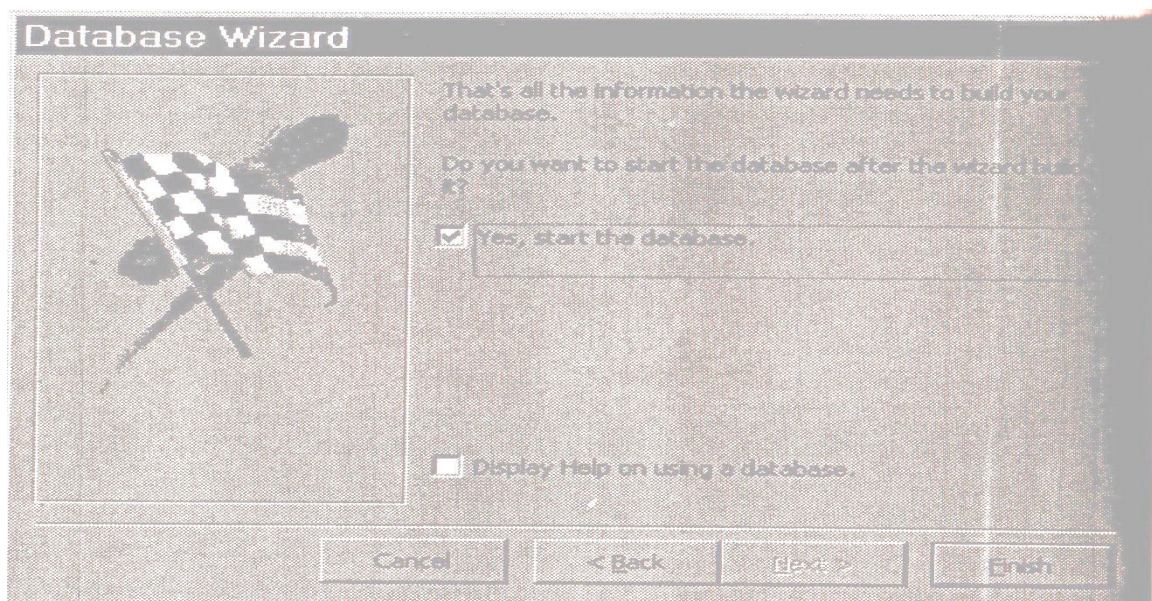 Database Wizard
That's all the information the wizard needs to build your
database.
Do you want to start the database after the wizard
it?
Yes, start the database.
Display Help on using a database.
Cancel
< Back
Next >
Finish